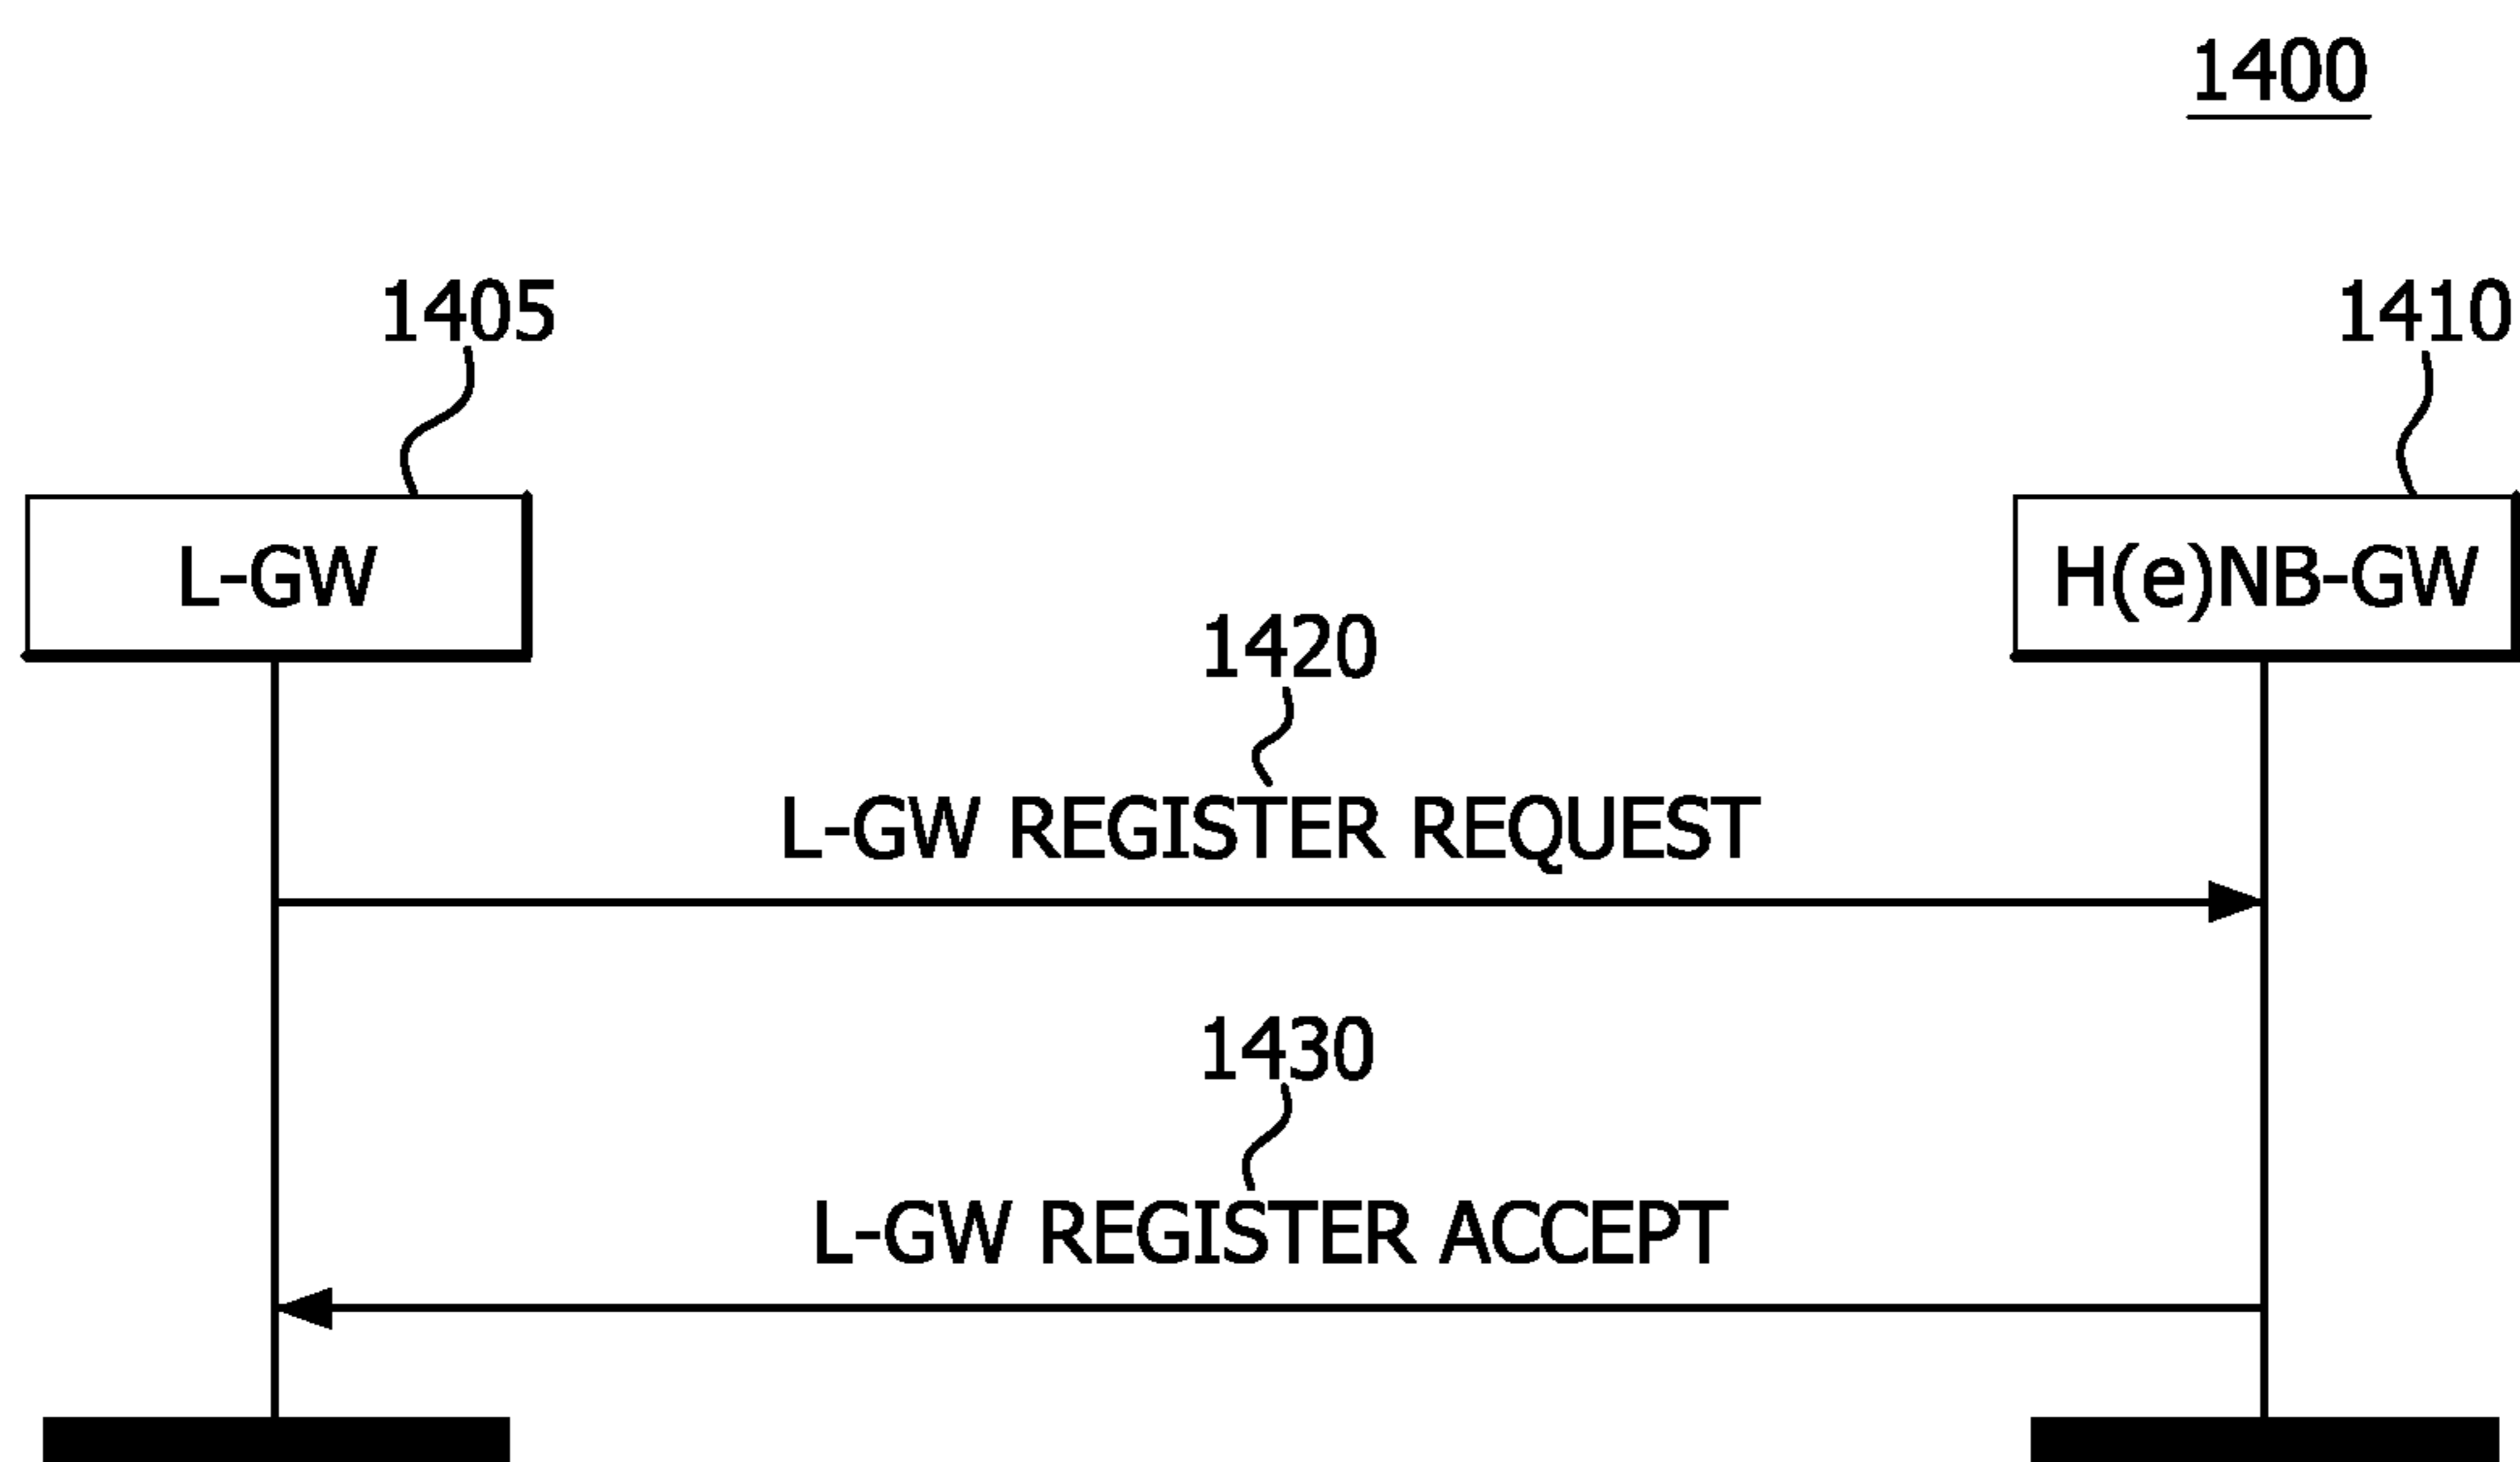 1400
1405
1410
L-GW
H(e)NB-GW
1420
L-GW REGISTER REQUEST
1430
L-GW REGISTER ACCEPT